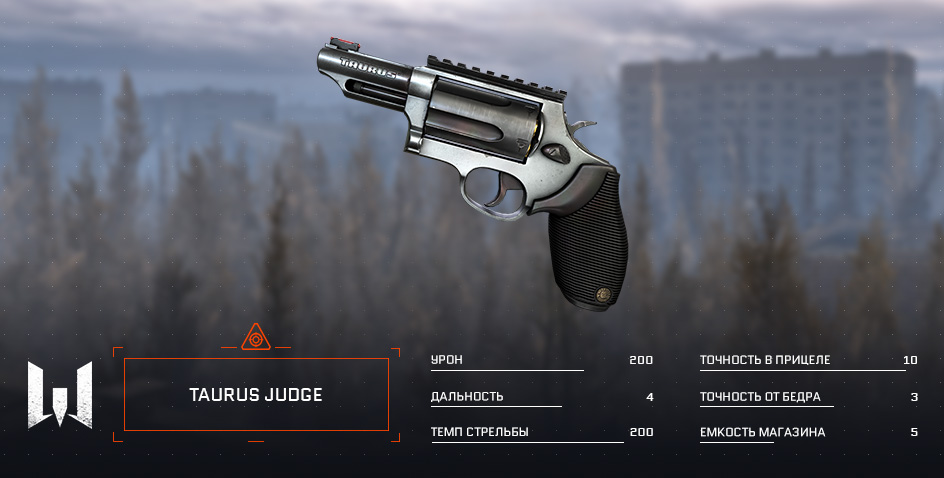 TAURUS
TAURUS JUDGE
УРОН 200
ДАЛЬНОСТЬ 4
ТЕМП СТРЕЛЬБЫ 200
ТОЧНОСТЬ В ПРИЦЕЛЕ 10
ТОЧНОСТЬ ОТ БЕДРА 3
ЕМКОСТЬ МАГАЗИНА 5